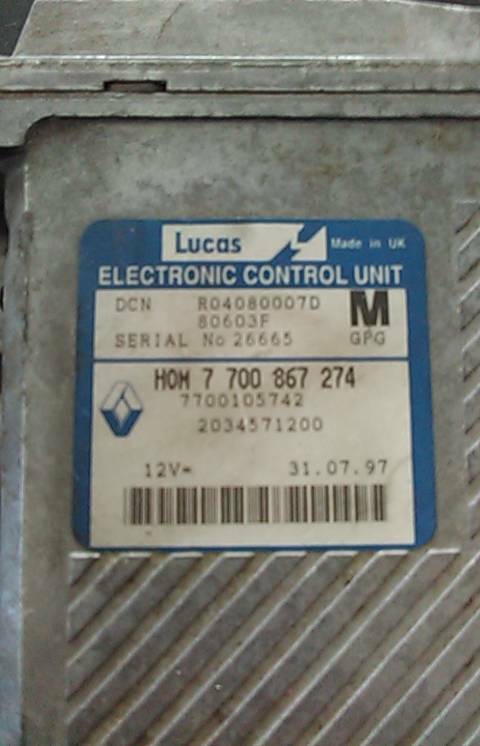 Lucas
Made in UK
ELECTRONIC CONTROL UNIT
DCN R04080007D
80603F
M
SERIAL No 26665 GPG
HOM 7 700 867 274
7700105742
2034571200
12V= 31.07.97